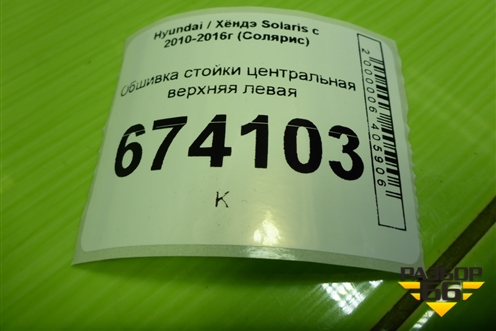 Hyundai / Хёндэ Solaris с
2010-2016г (Солярис)
Обшивка стойки центральная
верхняя левая
674103
К
2000006405906
РАЗБОР
66